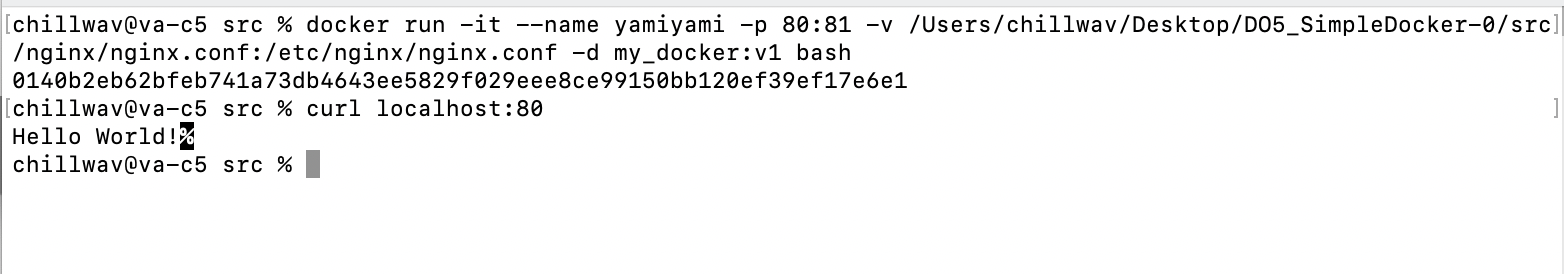 [chillwav@va-c5 src % docker run -it --name yamiyami -p 80:81 -v /Users/chillwav/Desktop/DO5_SimpleDocker-0/src]
/nginx/nginx.conf:/etc/nginx/nginx.conf -d my_docker:v1 bash
0140b2eb62bfeb741a73db4643ee5829f029eee8ce99150bb120ef39ef17e6e1
[chillwav@va-c5 src % curl localhost:80 ]
Hello World!%
chillwav@va-c5 src %